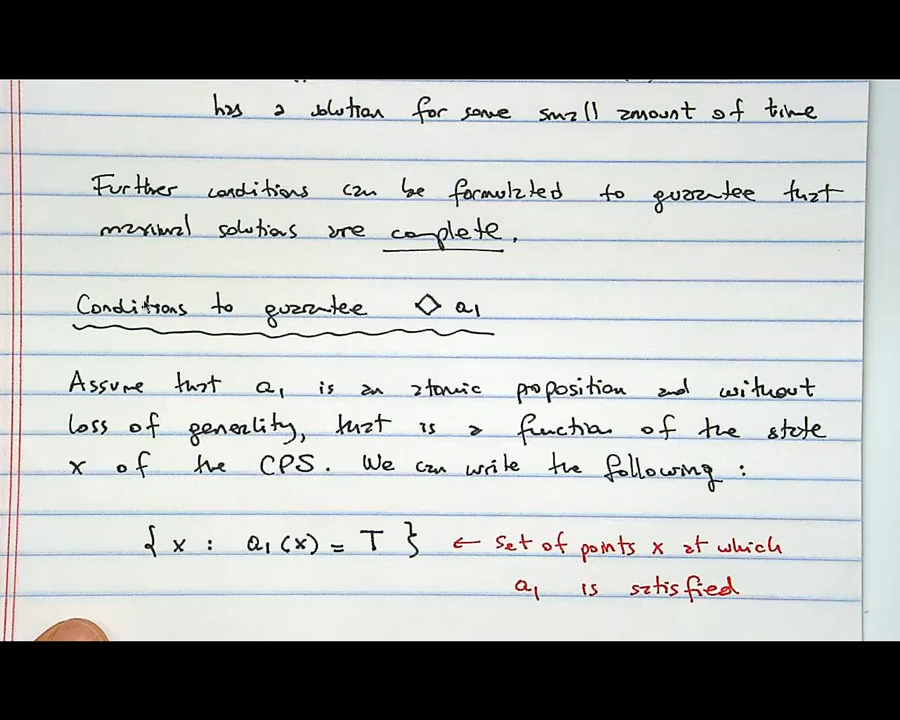 has a solution for some small amount of time
Further conditions can be formulated to guarantee that
maximal solutions are complete.
Conditions to guarantee ◇ a1
Assume that a1 is an atomic proposition and without
loss of generality, that is a function of the state
x of the CPS. We can write the following :
{ x : a1(x) = T } ← set of points x at which
a1 is satisfied